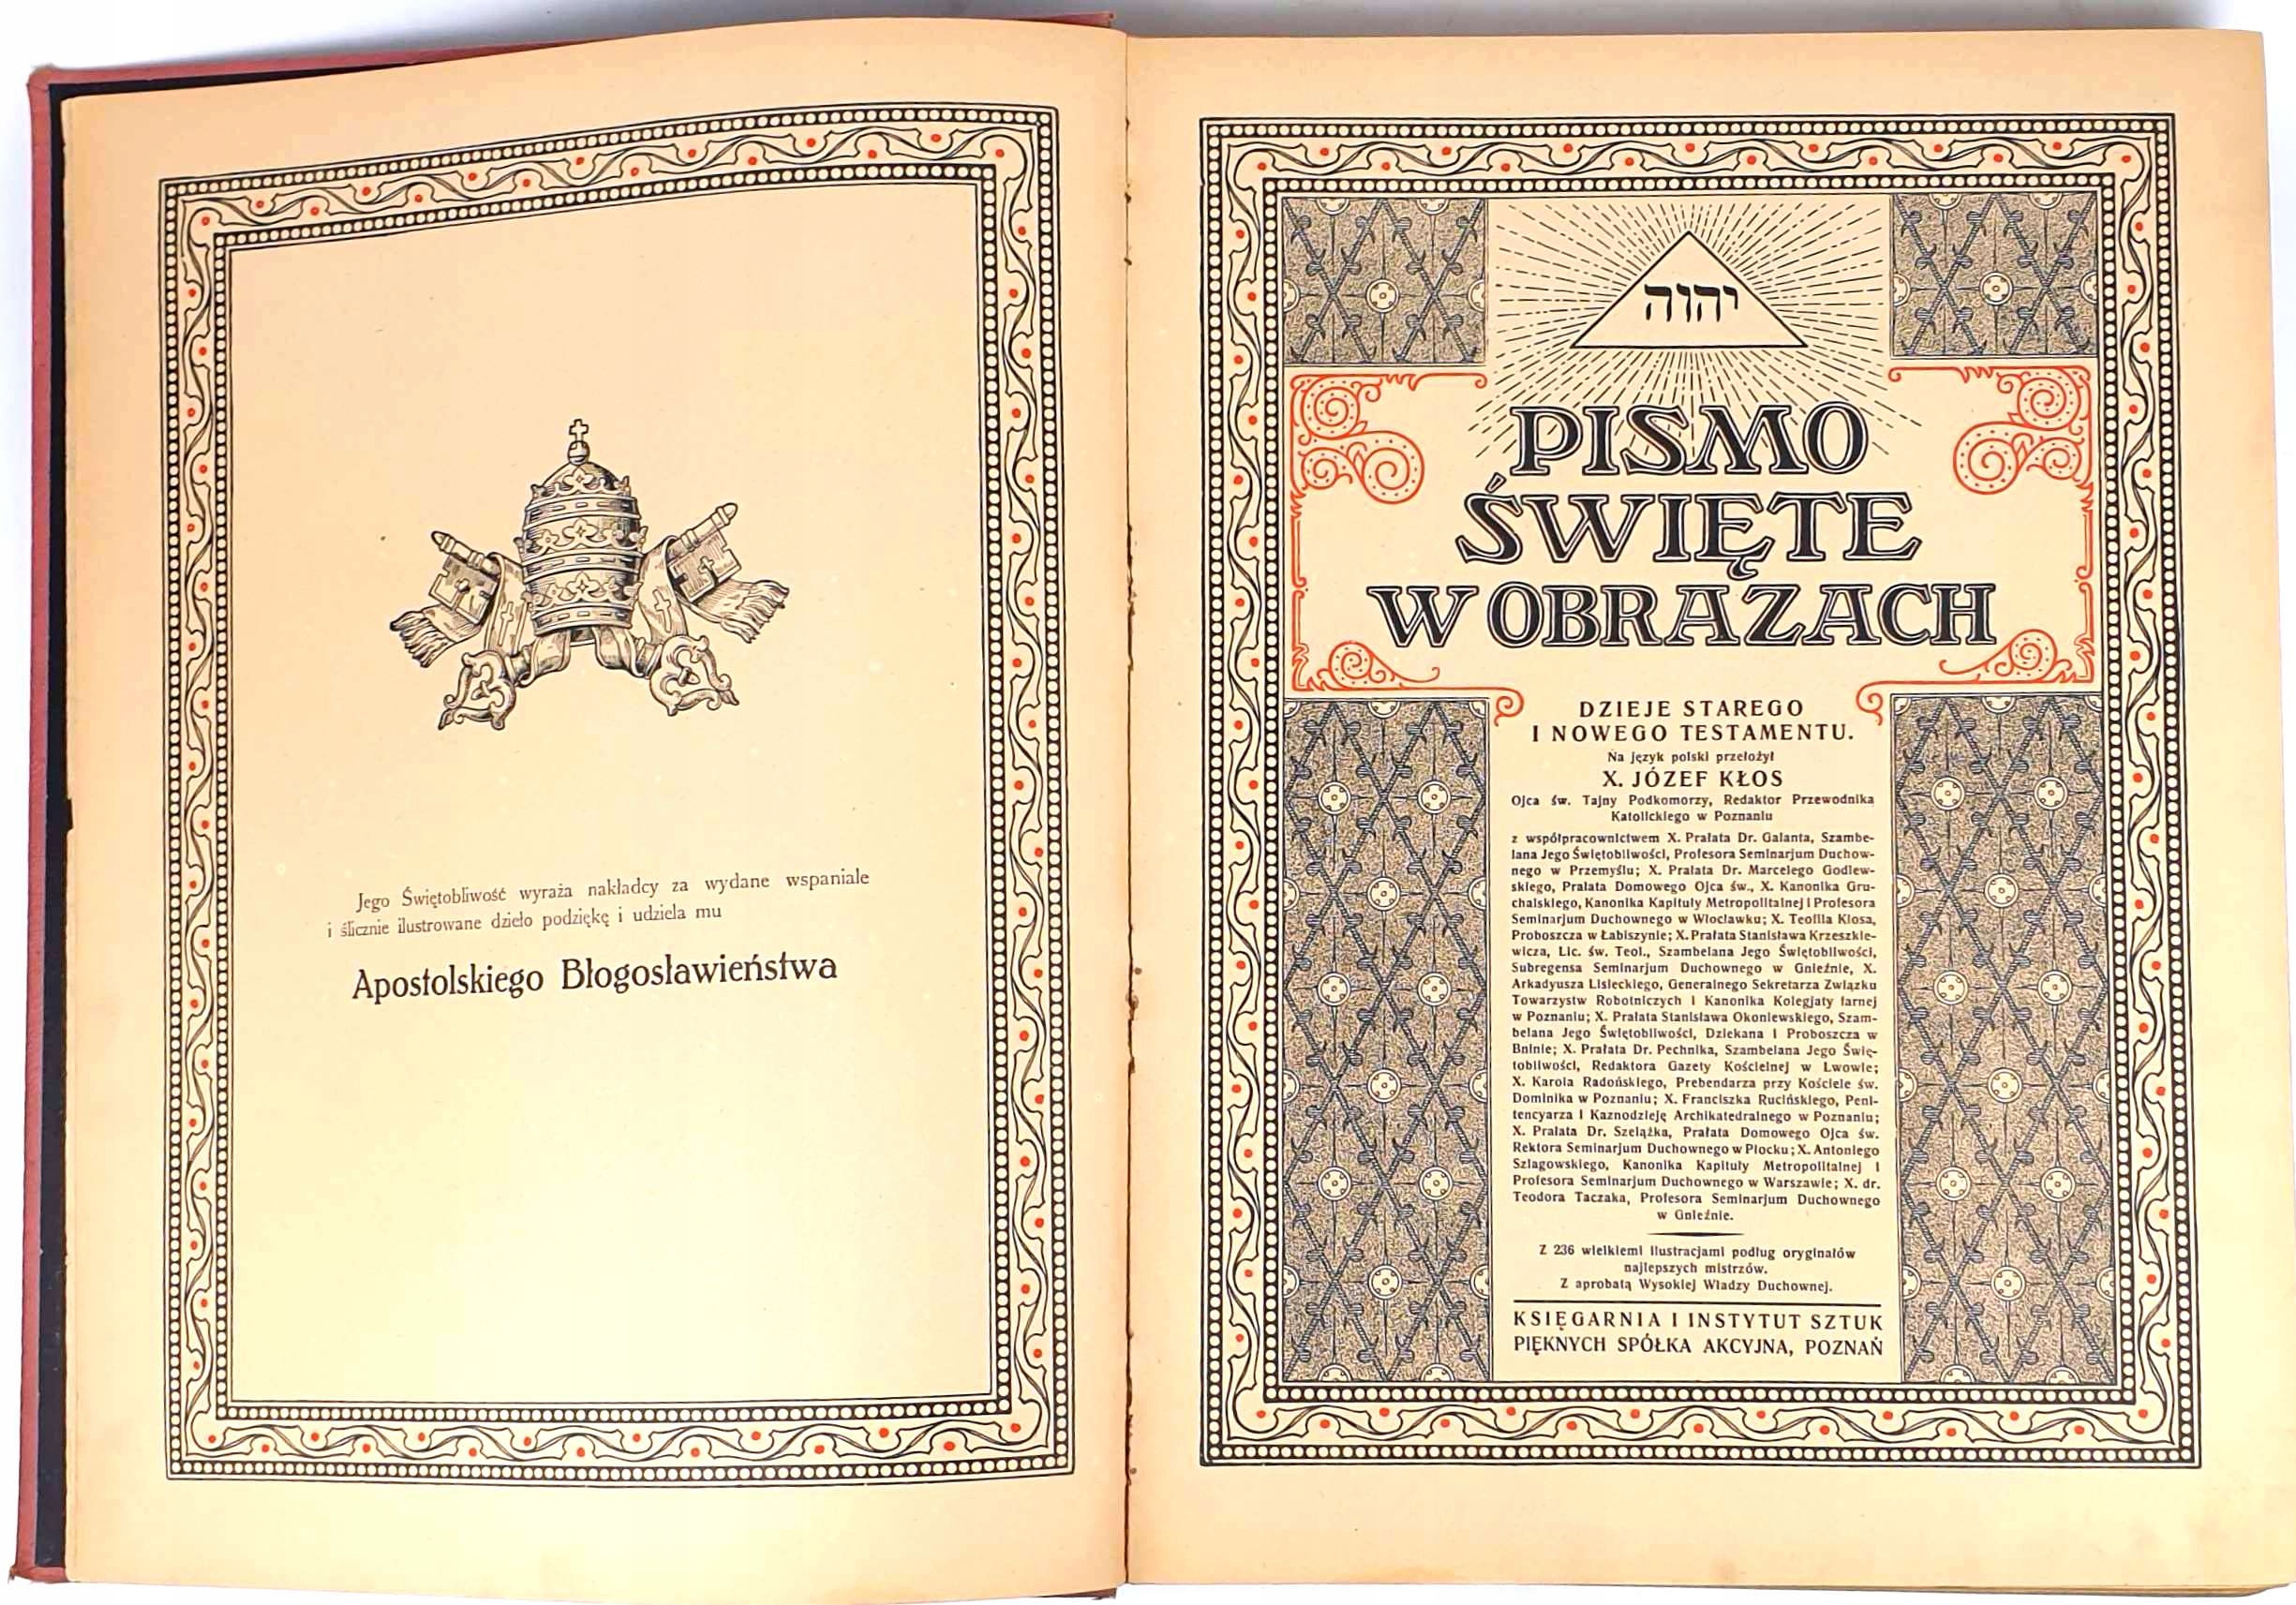 Jego Świętobliwość wyraża nakładcy za wydane wspaniale
i ślicznie ilustrowane dzieło podziękę i udziela mu
Apostolskiego Błogosławieństwa
יהוה
PISMO
ŚWIĘTE
W OBRAZACH
DZIEJE STAREGO
I NOWEGO TESTAMENTU.
Na język polski przełożył
X. JÓZEF KŁOS
Ojca św. Tajny Podkomorzy, Redaktor Przewodnika
Katolickiego w Poznaniu
z współpracownictwem X. Prałata Dr. Galanta, Szambe-
lana Jego Świętobliwości, Profesora Seminarjum Duchow-
nego w Przemyślu; X. Prałata Dr. Marcelego Godlew-
skiego, Prałata Domowego Ojca św., X. Kanonika Gru-
chalskiego, Kanonika Kapituły Metropolitalnej i Profesora
Seminarjum Duchownego w Włocławku; X. Teofila Kłosa,
Proboszcza w Łabiszynie; X. Prałata Stanisława Krzeszkie-
wicza, Lic. św. Teol., Szambelana Jego Świętobliwości,
Subregensa Seminarjum Duchownego w Gnieźnie, X.
Arkadyusza Lisieckiego, Generalnego Sekretarza Związku
Towarzystw Robotniczych i Kanonika Kolegjaty farnej
w Poznaniu; X. Prałata Stanisława Okoniewskiego, Szam-
belana Jego Świętobliwości, Dziekana i Proboszcza w
Bninie; X. Prałata Dr. Pechnika, Szambelana Jego Świę-
tobliwości, Redaktora Gazety Kościelnej w Lwowie;
X. Karola Radońskiego, Prebendarza przy Kościele św.
Dominika w Poznaniu; X. Franciszka Rucińskiego, Peni-
tencyarza i Kaznodzieję Archikatedralnego w Poznaniu;
X. Prałata Dr. Szelążka, Prałata Domowego Ojca św.
Rektora Seminarjum Duchownego w Płocku; X. Antoniego
Szlagowskiego, Kanonika Kapituły Metropolitalnej i
Profesora Seminarjum Duchownego w Warszawie; X. dr.
Teodora Taczaka, Profesora Seminarjum Duchownego
w Gnieźnie.
Z 236 wielkiemi ilustracjami podług oryginałów
najlepszych mistrzów.
Z aprobatą Wysokiej Władzy Duchownej.
KSIĘGARNIA I INSTYTUT SZTUK
PIĘKNYCH SPÓŁKA AKCYJNA, POZNAŃ